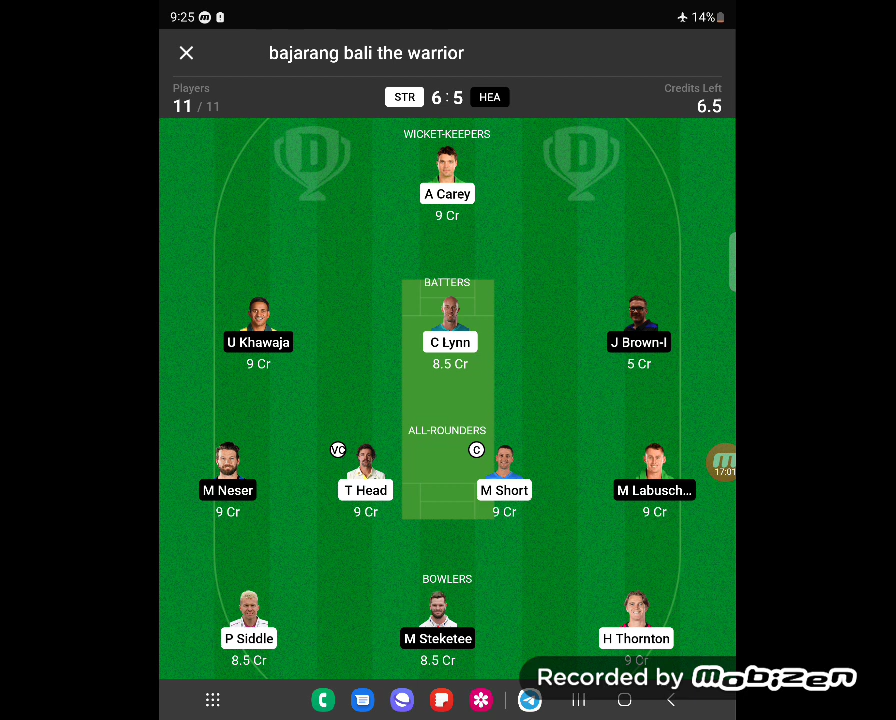 9:25
14%
bajarang bali the warrior
Players
Credits Left
11 / 11
STR 6 : 5 HEA
6.5
WICKET-KEEPERS
D
D
A Carey
9 Cr
BATTERS
U Khawaja
C Lynn
J Brown-I
9 Cr
8.5 Cr
5 Cr
ALL-ROUNDERS
VC
C
17:01
M Neser
T Head
M Short
M Labusch...
9 Cr
9 Cr
9 Cr
9 Cr
BOWLERS
P Siddle
M Steketee
H Thornton
8.5 Cr
8.5 Cr
9 Cr
Recorded by mobizen